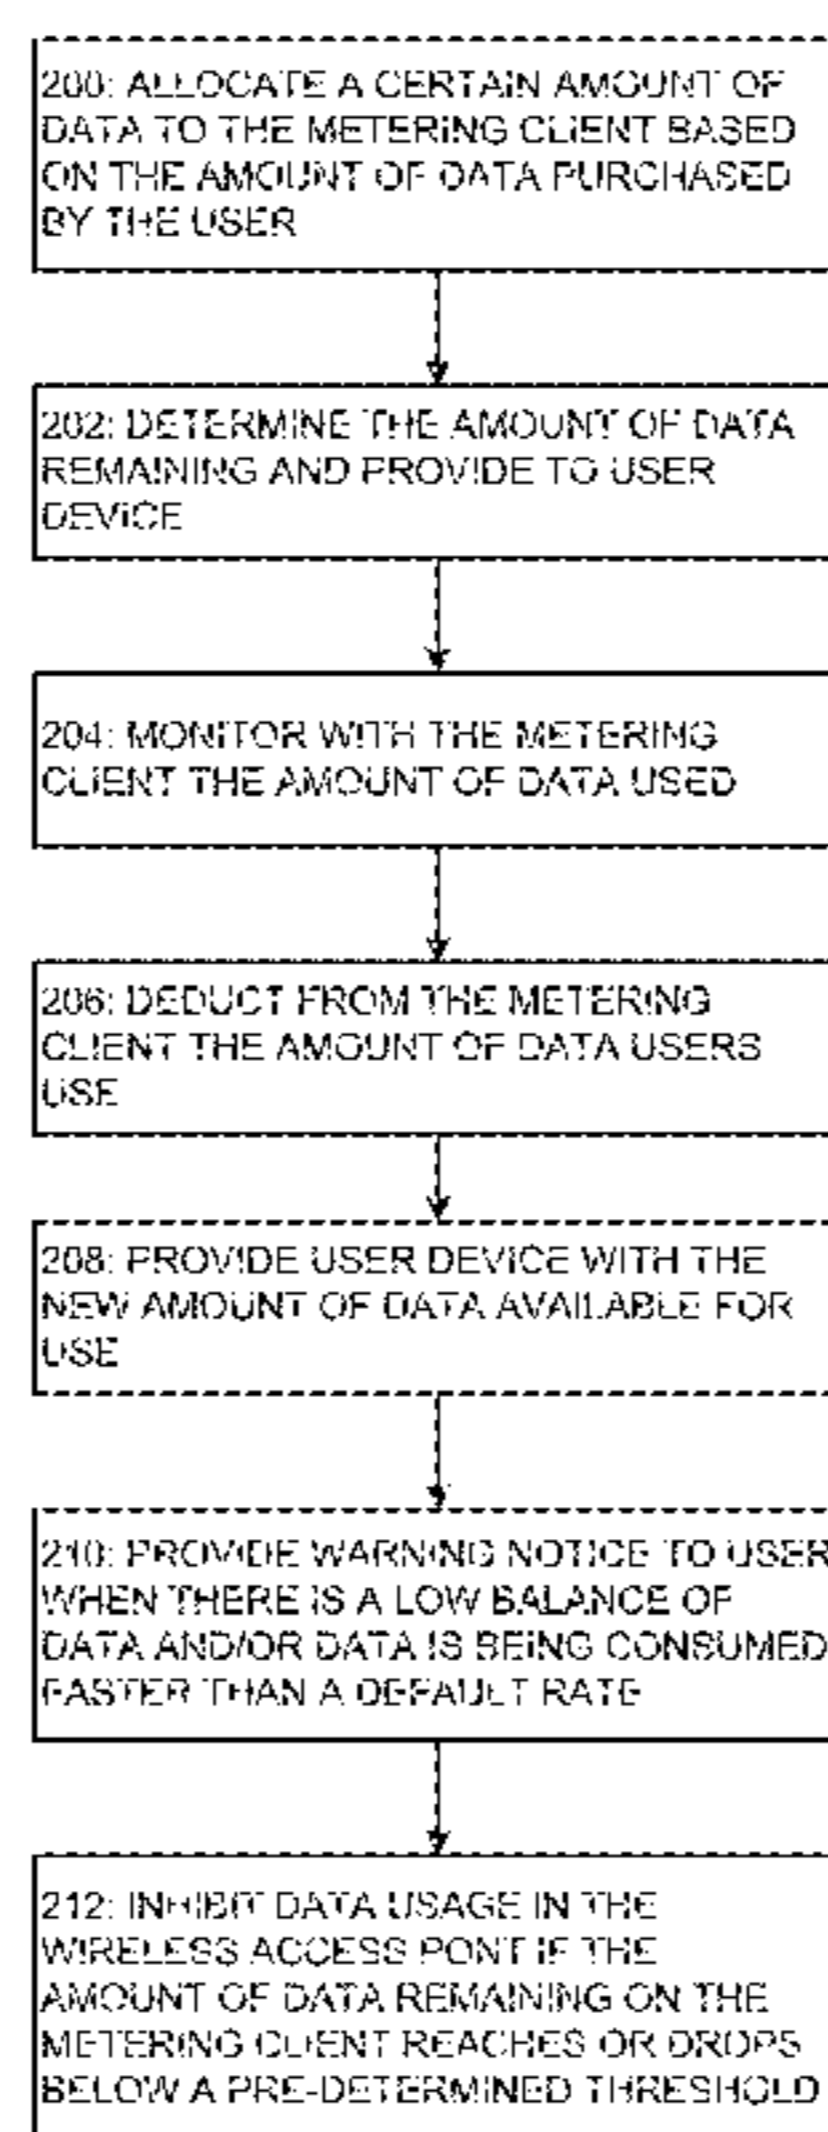 200: ALLOCATE A CERTAIN AMOUNT OF
DATA TO THE METERING CLIENT BASED
ON THE AMOUNT OF DATA PURCHASED
BY THE USER
202: DETERMINE THE AMOUNT OF DATA
REMAINING AND PROVIDE TO USER
DEVICE
204: MONITOR WITH THE METERING
CLIENT THE AMOUNT OF DATA USED
206: DEDUCT FROM THE METERING
CLIENT THE AMOUNT OF DATA USERS
USE
208: PROVIDE USER DEVICE WITH THE
NEW AMOUNT OF DATA AVAILABLE FOR
USE
210: PROVIDE WARNING NOTICE TO USER
WHEN THERE IS A LOW BALANCE OF
DATA AND/OR DATA IS BEING CONSUMED
FASTER THAN A DEFAULT RATE
212: INHIBIT DATA USAGE IN THE
WIRELESS ACCESS PONT IF THE
AMOUNT OF DATA REMAINING ON THE
METERING CLIENT REACHES OR DROPS
BELOW A PRE-DETERMINED THRESHOLD